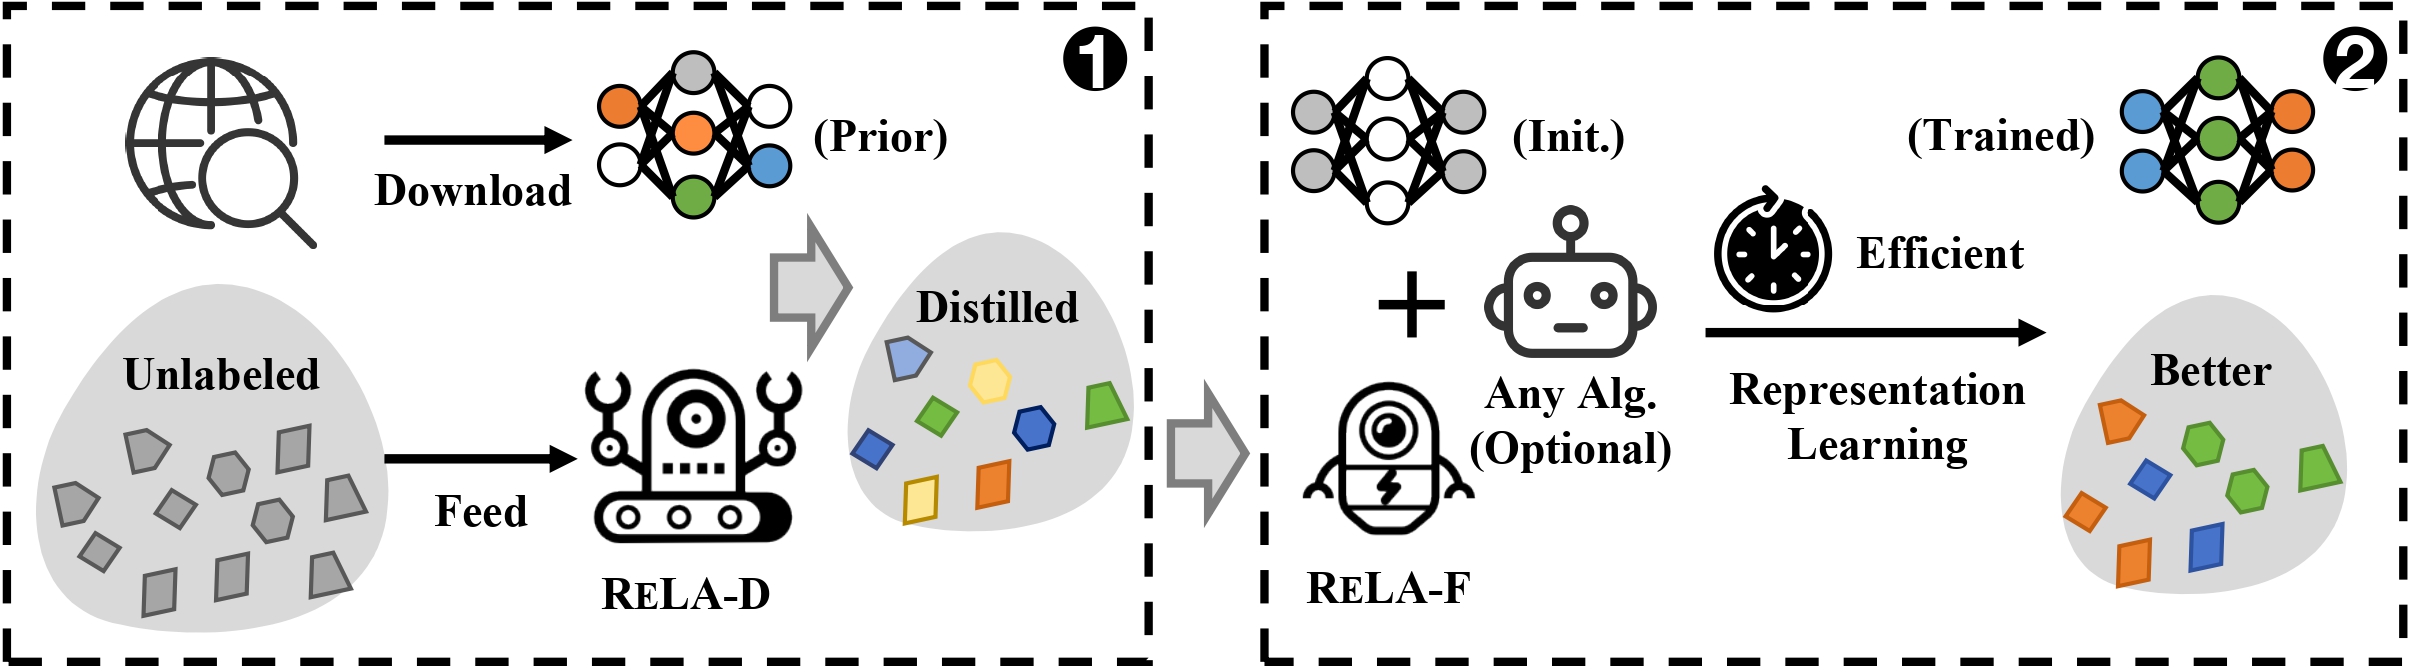 1
Download
(Prior)
Unlabeled
Feed
RELA-D
Distilled
2
(Init.)
(Trained)
+
Any Alg.
(Optional)
RELA-F
Efficient
Representation
Learning
Better